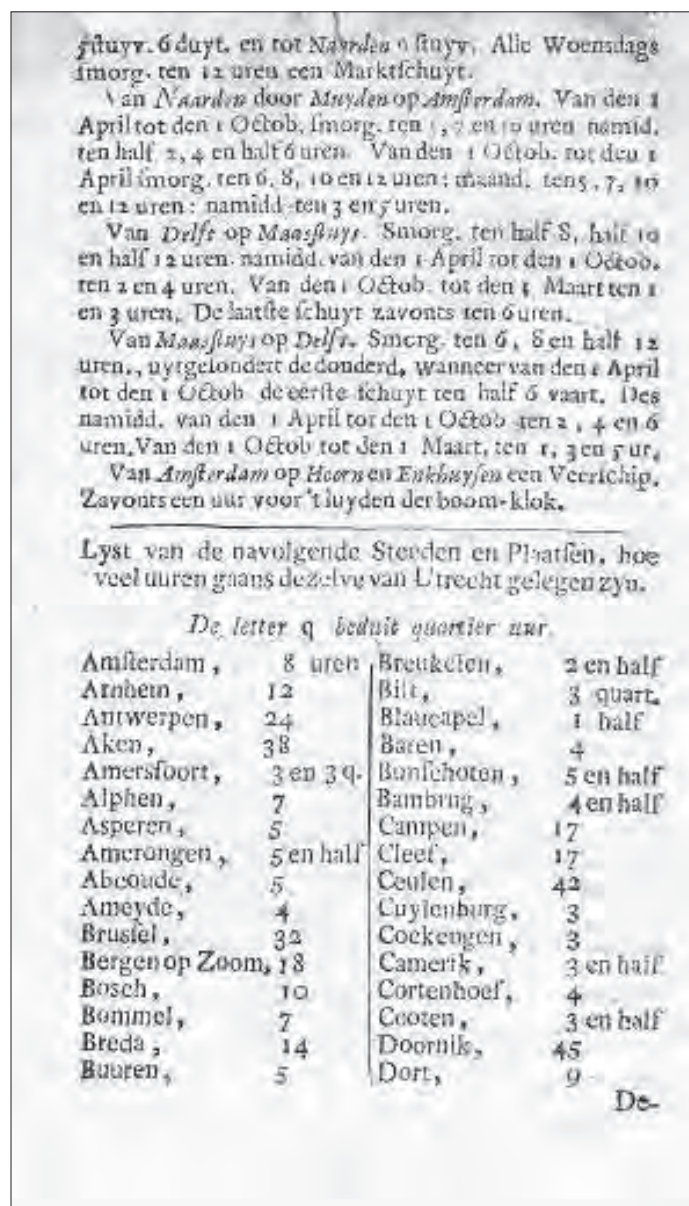 ſtuyv. 6 duyt. en tot Naarden 9 ſtuyv. Alle Woensdags
ſmorg. ten 12 uren een Marktſchuyt.
Van Naarden door Muyden op Amſterdam. Van den 1
April tot den 1 Octob. ſmorg. ten 5, 7 en 10 uren namid.
ten half 2, 4 en half 6 uren. Van den 1 Octob. tot den 1
April ſmorg. ten 6, 8, 10 en 12 uren: maand. ten 5, 7, 10
en 12 uren: namidd. ten 3 en 5 uren.
Van Delft op Maasſluys. Smorg. ten half 8, half 10
en half 12 uren. namidd. van den 1 April tot den 1 Octob.
ten 2 en 4 uren. Van den 1 Octob. tot den 1 Maart ten 1
en 3 uren. De laatſte ſchuyt zavonts ten 6 uren.
Van Maasſluys op Delft. Smorg. ten 6, 8 en half 12
uren., uytgeſondert de donderd, wanneer van den 1 April
tot den 1 Octob de eerſte ſchuyt ten half 6 vaart. Des
namidd. van den 1 April tot den 1 Octob ten 2, 4 en 6
uren. Van den 1 Octob tot den 1 Maart, ten 1, 3 en 5 ur.
Van Amſterdam op Hoorn en Enkhuyſen een Veerſchip.
Zavonts een uur voor 't luyden der boom-klok.
Lyst van de navolgende Steeden en Plaatſen, hoe
veel uuren gaans dezelve van Utrecht gelegen zyn.
De letter q beduit quartier uur.
Amſterdam, 8 uren
Arnhem, 12
Antwerpen, 24
Aken, 38
Amersfoort, 3 en 3 q.
Alphen, 7
Asperen, 5
Amerongen, 5 en half
Abcoude, 5
Ameyde, 4
Brusſel, 32
Bergen op Zoom, 18
Bosch, 10
Bommel, 7
Breda, 14
Buuren, 5
Breukelen, 2 en half
Bilt, 3 quart.
Blaucapel, 1 half
Baren, 4
Bunſchoten, 5 en half
Bambrug, 4 en half
Campen, 17
Cleef, 17
Ceulen, 42
Cuylenburg, 3
Cockengen, 3
Camerik, 3 en half
Cortenhoef, 4
Cooten, 3 en half
Doornik, 45
Dort, 9
De-